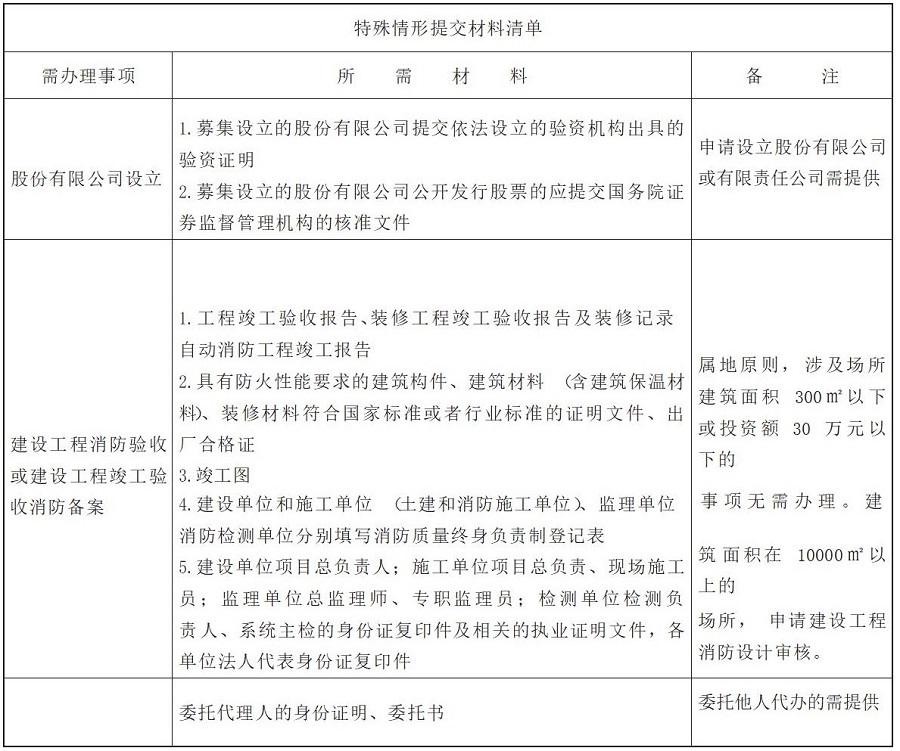 特殊情形提交材料清单
需办理事项
所需材料
备注
股份有限公司设立
1.募集设立的股份有限公司提交依法设立的验资机构出具的
验资证明
2.募集设立的股份有限公司公开发行股票的应提交国务院证
券监督管理机构的核准文件
申请设立股份有限公司
或有限责任公司需提供
建设工程消防验收
或建设工程竣工验
收消防备案
1.工程竣工验收报告、装修工程竣工验收报告及装修记录
自动消防工程竣工报告
2.具有防火性能要求的建筑构件、建筑材料 (含建筑保温材
料)、装修材料符合国家标准或者行业标准的证明文件、出
厂合格证
3.竣工图
4.建设单位和施工单位 (土建和消防施工单位)、监理单位
消防检测单位分别填写消防质量终身负责制登记表
5.建设单位项目总负责人；施工单位项目总负责、现场施工
员；监理单位总监理师、专职监理员；检测单位检测负
责人、系统主检的身份证复印件及相关的执业证明文件，各
单位法人代表身份证复印件
属地原则，涉及场所
建筑面积 300㎡以下
或投资额 30 万元以
下的
事项无需办理。建
筑面积在 10000㎡以
上的
场所， 申请建设工程
消防设计审核。
委托代理人的身份证明、委托书
委托他人代办的需提供